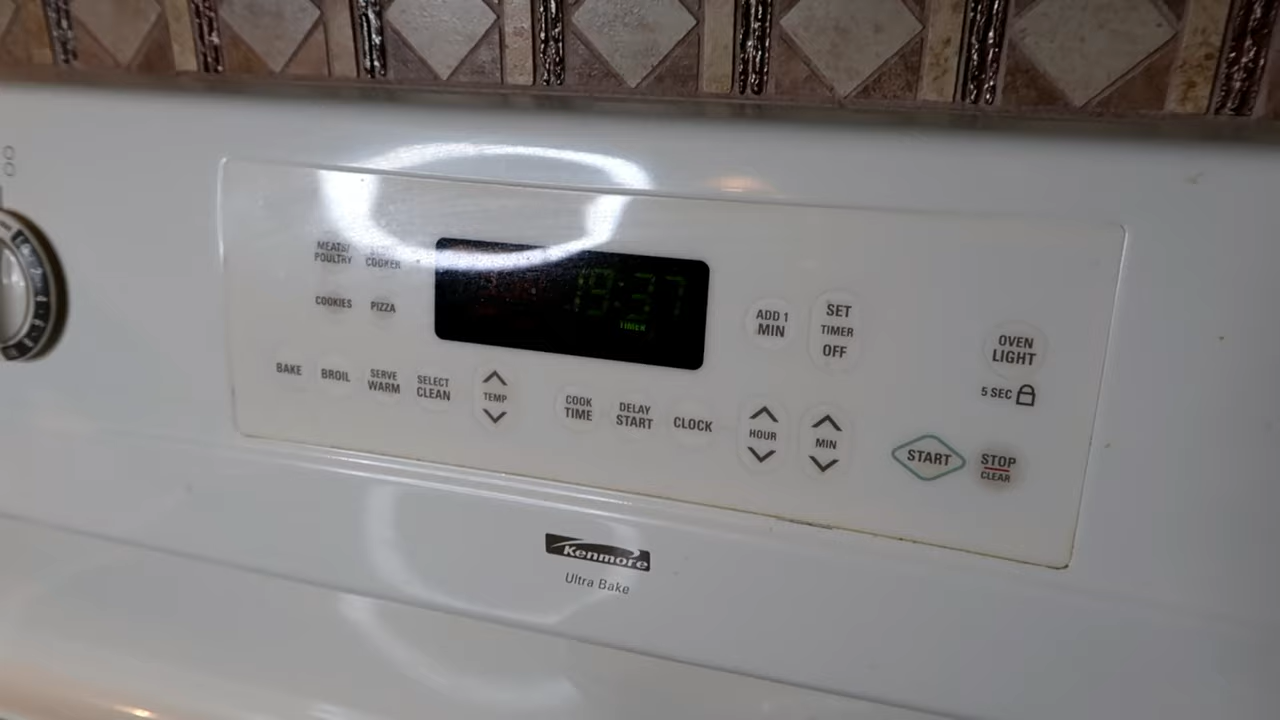 MEATS/
POULTRY
COOKER
COOKIES
PIZZA
19:37
TIMER
ADD 1
MIN
SET
TIMER
OFF
OVEN
LIGHT
5 SEC
BAKE
BROIL
SERVE
WARM
SELECT
CLEAN
TEMP
COOK
TIME
DELAY
START
CLOCK
HOUR
MIN
START
STOP
CLEAR
Kenmore
Ultra Bake